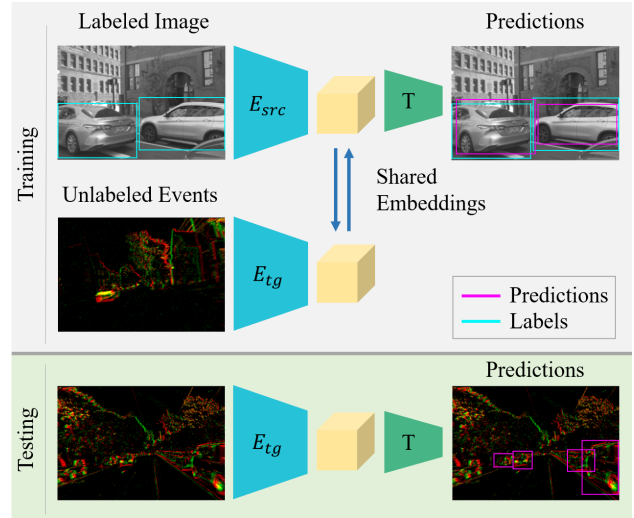 Labeled Image
Predictions
E_src
T
Training
Shared
Embeddings
Unlabeled Events
E_tg
Predictions
Labels
Predictions
Testing
E_tg
T